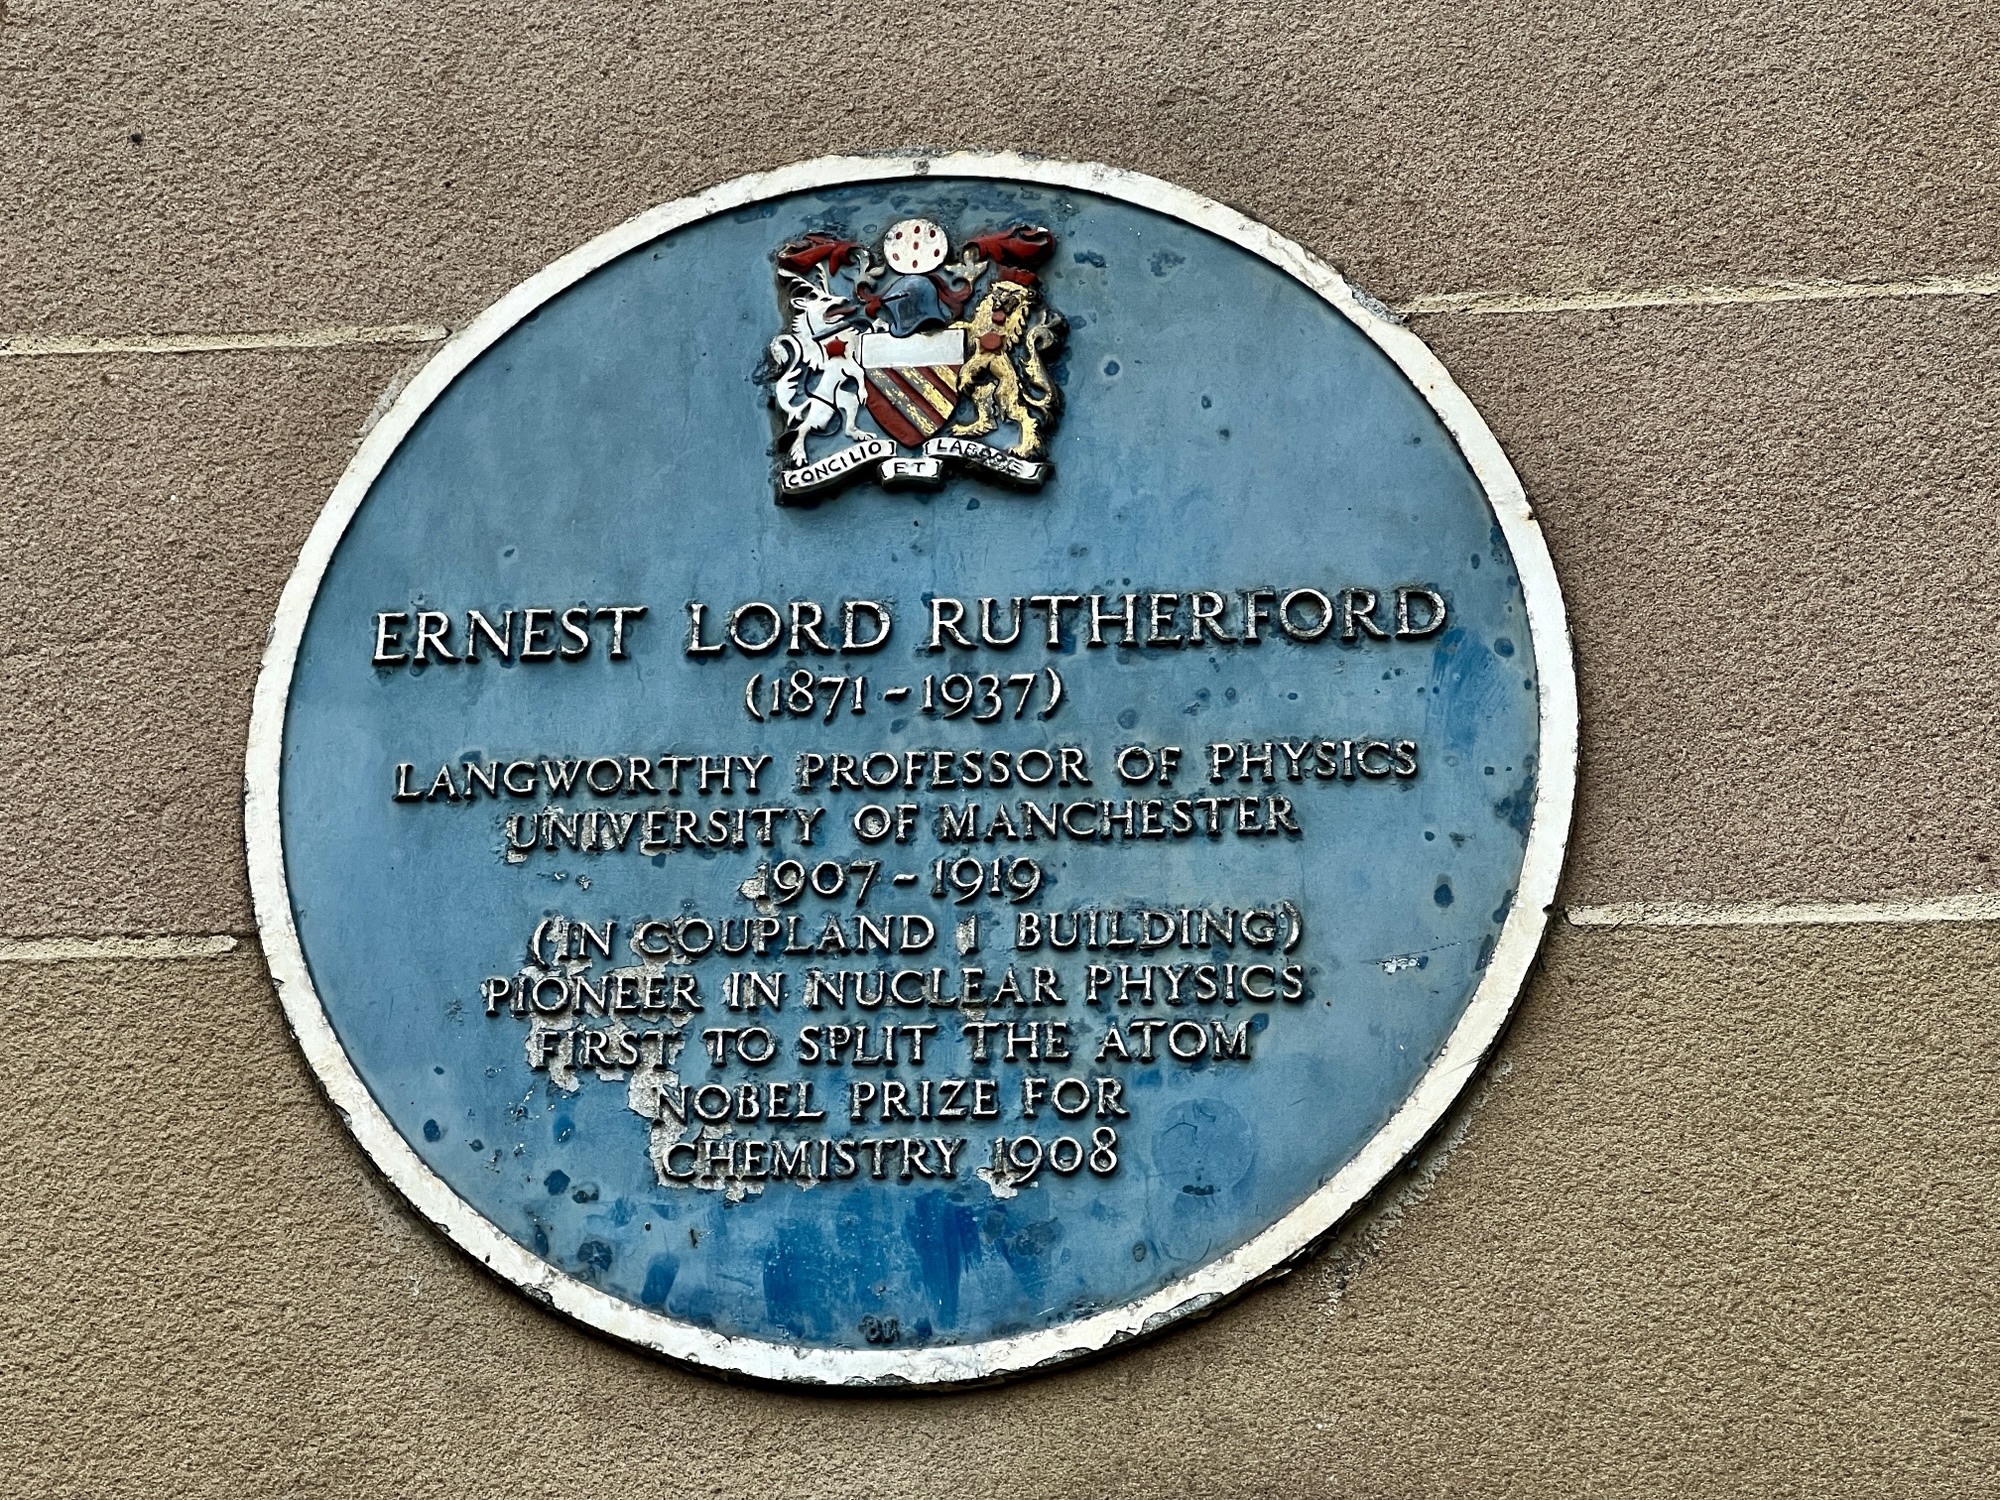 CONCILIO ET LABORE
ERNEST LORD RUTHERFORD
(1871 - 1937)
LANGWORTHY PROFESSOR OF PHYSICS
UNIVERSITY OF MANCHESTER
1907 - 1919
(IN COUPLAND 1 BUILDING)
PIONEER IN NUCLEAR PHYSICS
FIRST TO SPLIT THE ATOM
NOBEL PRIZE FOR
CHEMISTRY 1908